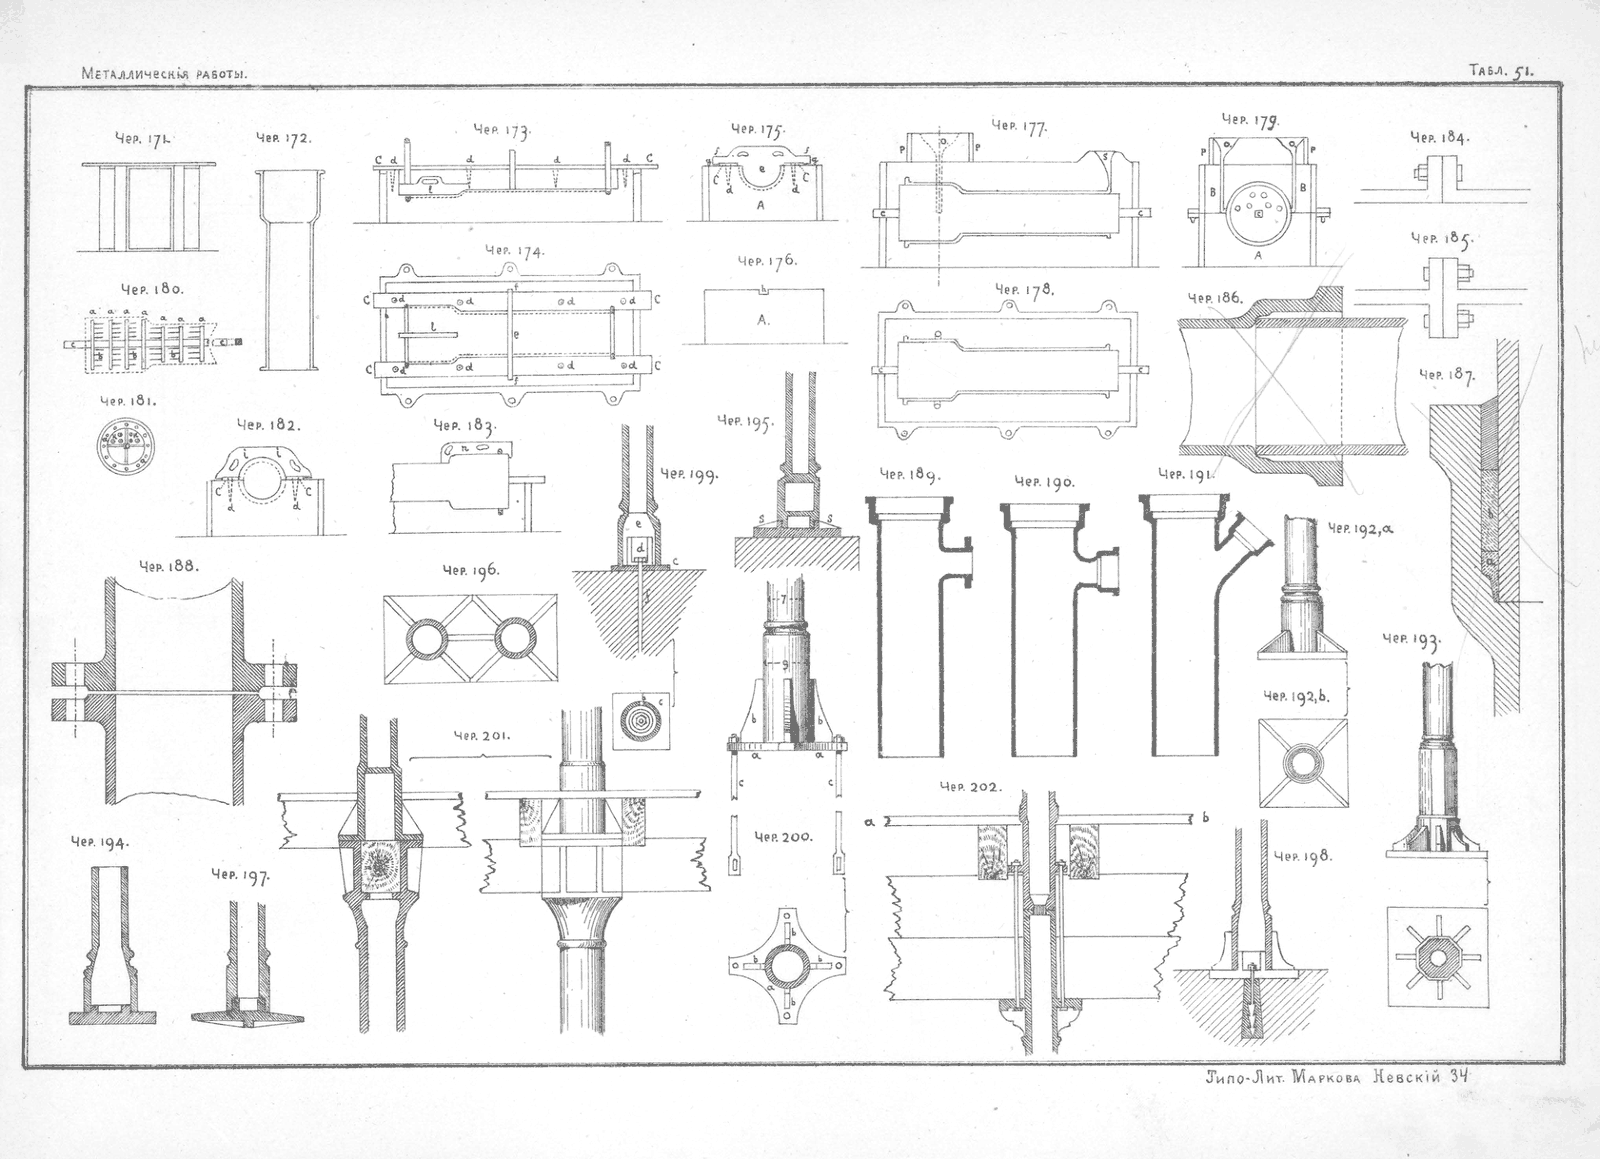 Металлическія работы.
Табл. 51.
Чер. 171.
Чер. 172.
Чер. 173.
Чер. 175.
Чер. 177.
Чер. 179.
Чер. 184.
Чер. 174.
Чер. 176.
Чер. 178.
Чер. 185.
Чер. 180.
Чер. 186.
Чер. 187.
Чер. 181.
Чер. 182.
Чер. 183.
Чер. 195.
Чер. 199.
Чер. 189.
Чер. 190.
Чер. 191.
Чер. 192,a
Чер. 188.
Чер. 196.
Чер. 193.
Чер. 192,b.
Чер. 201.
Чер. 202.
Чер. 194.
Чер. 197.
Чер. 200.
Чер. 198.
Типо-Лит. Маркова Невскій 34